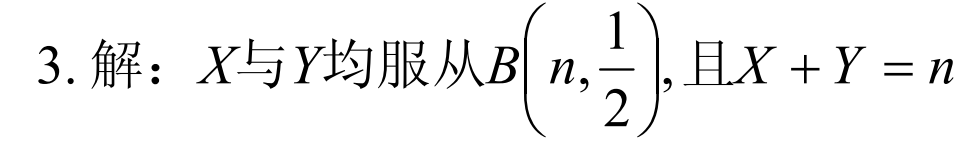 3. 解：X与Y均服从B(n,1/2),且X + Y = n